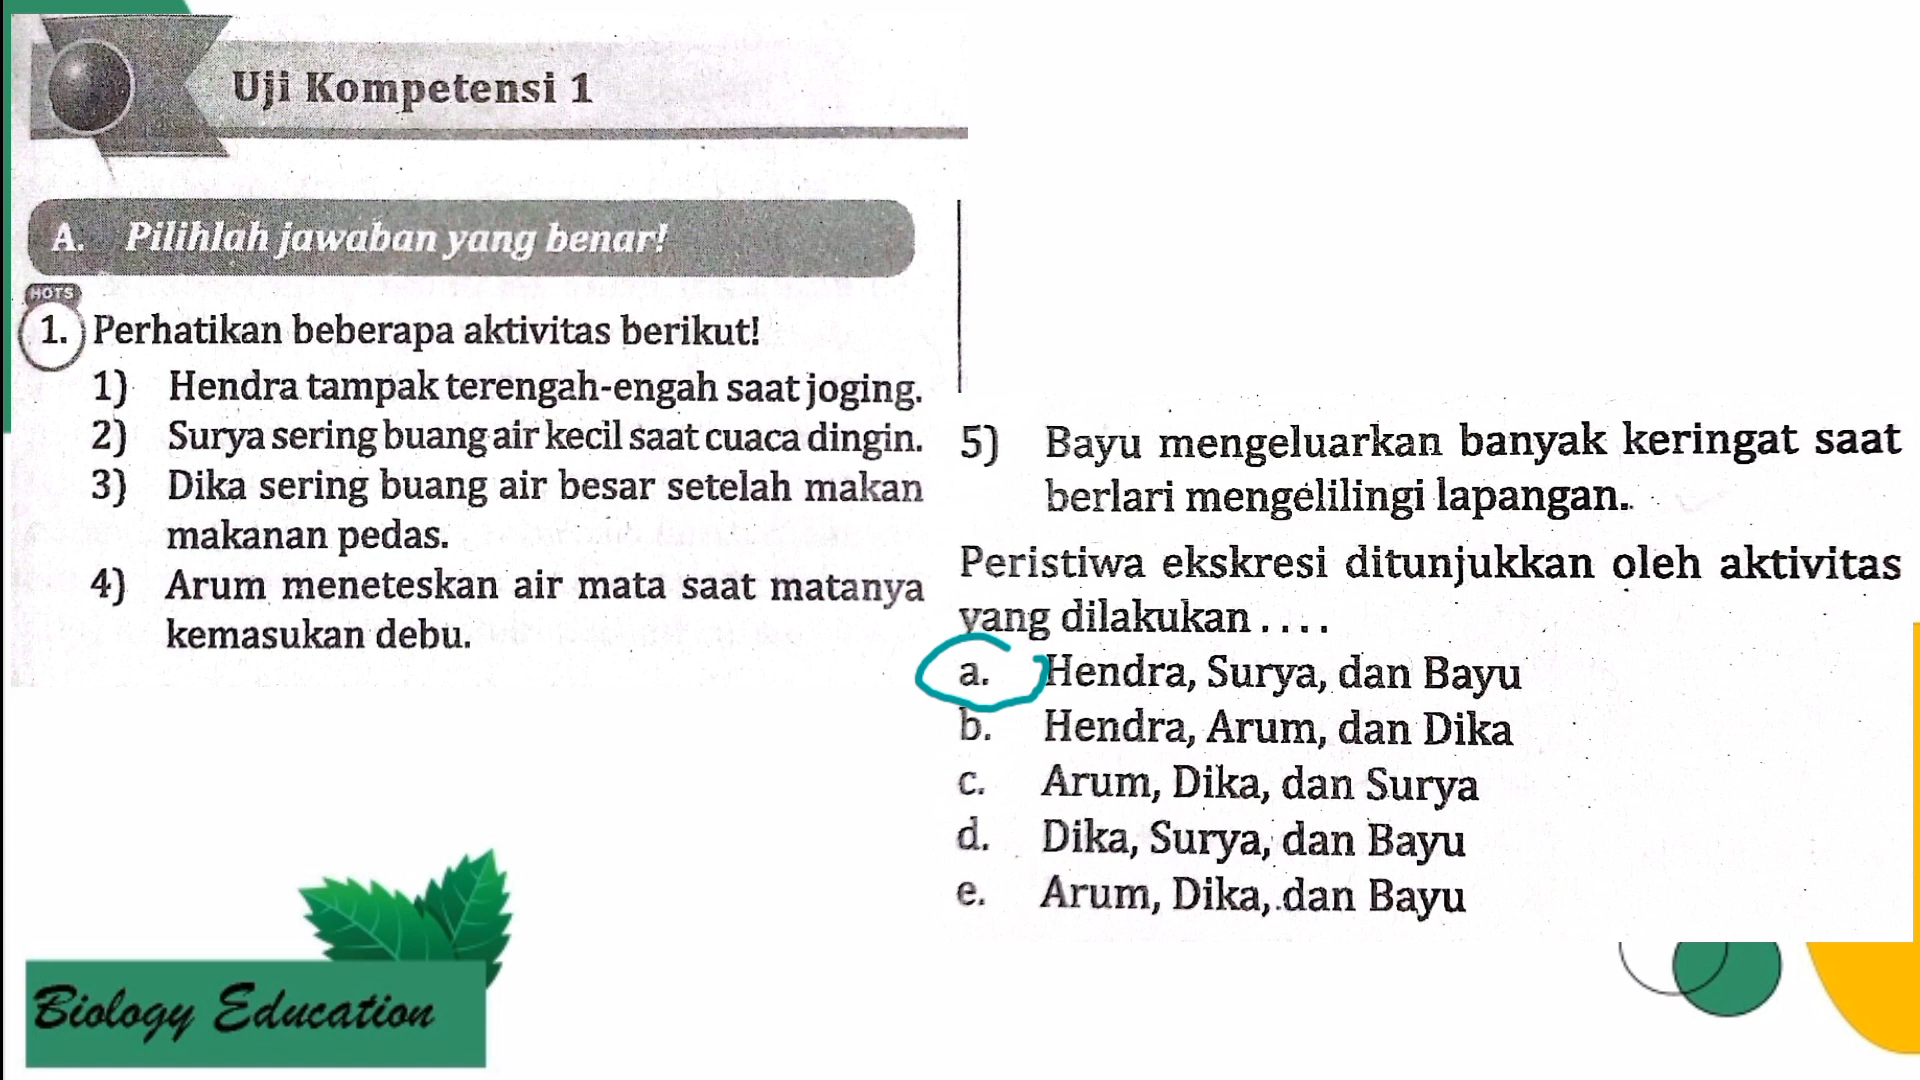 Uji Kompetensi 1
A. Pilihlah jawaban yang benar!
HOTS
1. Perhatikan beberapa aktivitas berikut!
1) Hendra tampak terengah-engah saat joging.
2) Surya sering buang air kecil saat cuaca dingin.
3) Dika sering buang air besar setelah makan
makanan pedas.
4) Arum meneteskan air mata saat matanya
kemasukan debu.
5) Bayu mengeluarkan banyak keringat saat
berlari mengelilingi lapangan.
Peristiwa ekskresi ditunjukkan oleh aktivitas
yang dilakukan . . . .
a. Hendra, Surya, dan Bayu
b. Hendra, Arum, dan Dika
c. Arum, Dika, dan Surya
d. Dika, Surya, dan Bayu
e. Arum, Dika, dan Bayu
Biology Education